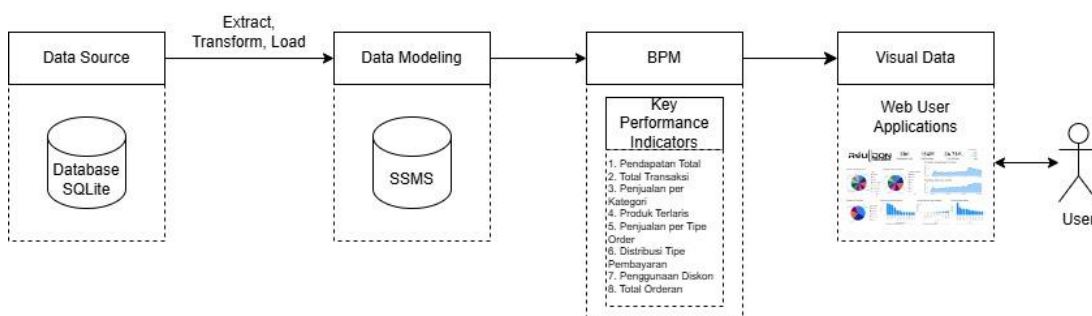 Extract,
Transform, Load
Data Source
Data Modeling
BPM
Visual Data
Database
SQLite
SSMS
Key
Performance
Indicators
1. Pendapatan Total
2. Total Transaksi
3. Penjualan per
Kategori
4. Produk Terlaris
5. Penjualan per Tipe
Order
6. Distribusi Tipe
Pembayaran
7. Penggunaan Diskon
8. Total Orderan
Web User
Applications
User